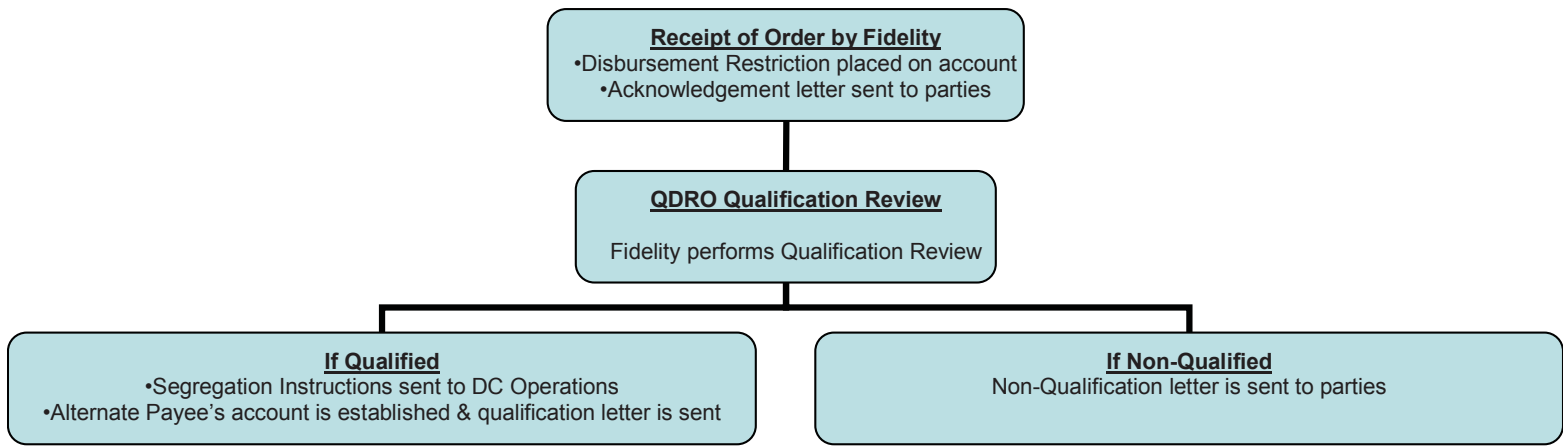 Receipt of Order by Fidelity
•Disbursement Restriction placed on account
•Acknowledgement letter sent to parties
QDRO Qualification Review
Fidelity performs Qualification Review
If Qualified
•Segregation Instructions sent to DC Operations
•Alternate Payee's account is established & qualification letter is sent
If Non-Qualified
Non-Qualification letter is sent to parties